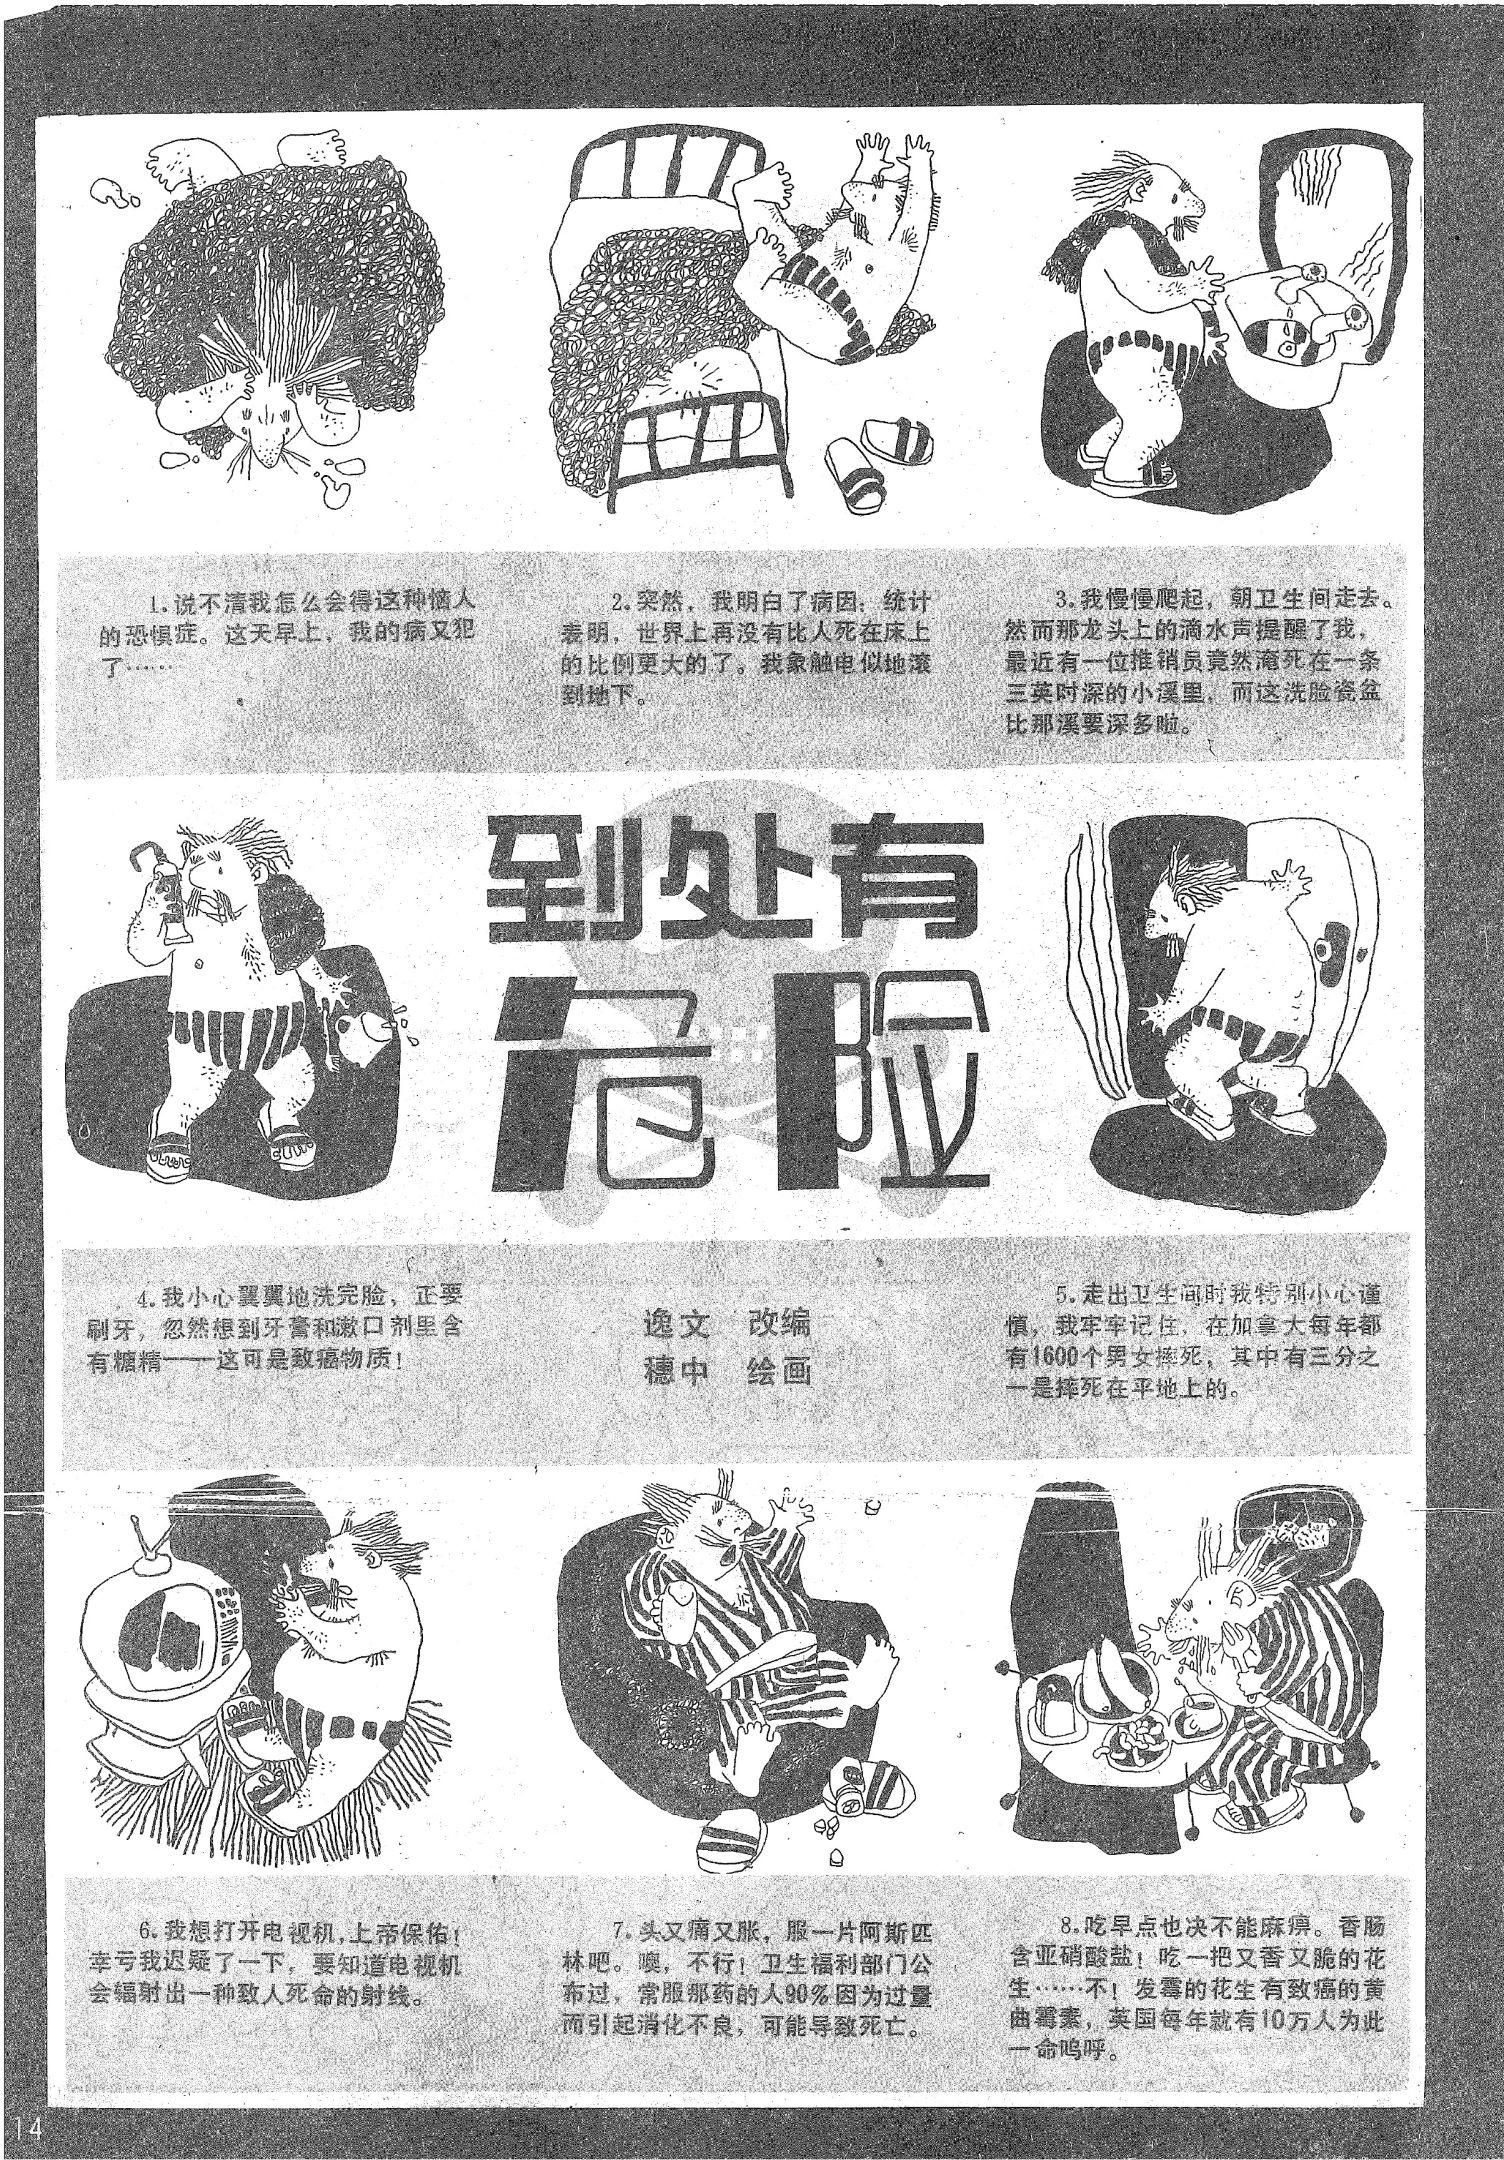 1.说不清我怎么会得这种恼人
的恐惧症。这天早上，我的病又犯
了……
2.突然，我明白了病因：统计
表明，世界上再没有比人死在床上
的比例更大的了。我象触电似地滚
到地下。
3.我慢慢爬起，朝卫生间走去。
然而那龙头上的滴水声提醒了我，
最近有一位推销员竟然淹死在一条
三英吋深的小溪里，而这洗脸瓷盆
比那溪要深多啦。
到处有
危险
4.我小心翼翼地洗完脸，正要
刷牙，忽然想到牙膏和漱口剂里含
有糖精——这可是致癌物质！
逸文　改编
穗中　绘画
5.走出卫生间时我特别小心谨
慎，我牢牢记住，在加拿大每年都
有1600个男女摔死，其中有三分之
一是摔死在平地上的。
6.我想打开电视机，上帝保佑！
幸亏我迟疑了一下，要知道电视机
会辐射出一种致人死命的射线。
7.头又痛又胀，服一片阿斯匹
林吧。噢，不行！卫生福利部门公
布过，常服那药的人90%因为过量
而引起消化不良，可能导致死亡。
8.吃早点也决不能麻痹。香肠
含亚硝酸盐！吃一把又香又脆的花
生……不！发霉的花生有致癌的黄
曲霉素，英国每年就有10万人为此
一命呜呼。
14